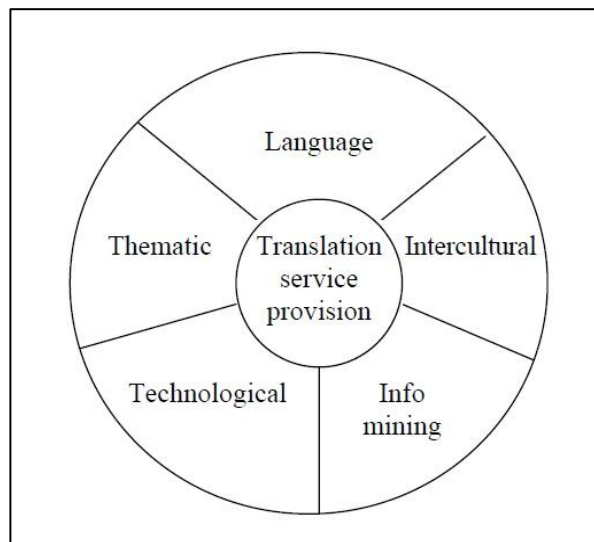 Language
Thematic
Translation
service
provision
Intercultural
Technological
Info
mining